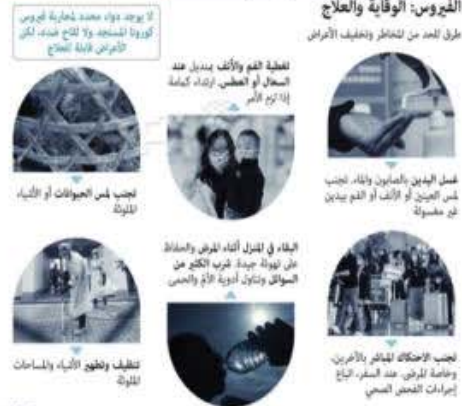 الفيروس: الوقاية والعلاج
طرق للحد من المخاطر وتخفيف الأعراض
غسل اليدين بالصابون والماء. تجنب
لمس العينين أو الأنف أو الفم بيدين
غير مغسولة
تجنب الاحتكاك المباشر بالآخرين،
وخاصة المرضى. عند السفر، اتباع
إجراءات الفحص الصحي
تغطية الفم والأنف بمنديل عند
السعال أو العطس. ارتداء كمامة
إذا لزم الأمر
البقاء في المنزل أثناء المرض والحفاظ
على تهوئة جيدة. شرب الكثير من
السوائل وتناول أدوية الألم والحمى
لا يوجد دواء محدد لمحاربة فيروس
كورونا المستجد ولا لقاح ضده، لكن
الأعراض قابلة للعلاج
تجنب لمس الحيوانات أو الأشياء
الملوثة
تنظيف وتطهير الأشياء والمساحات
الملوثة